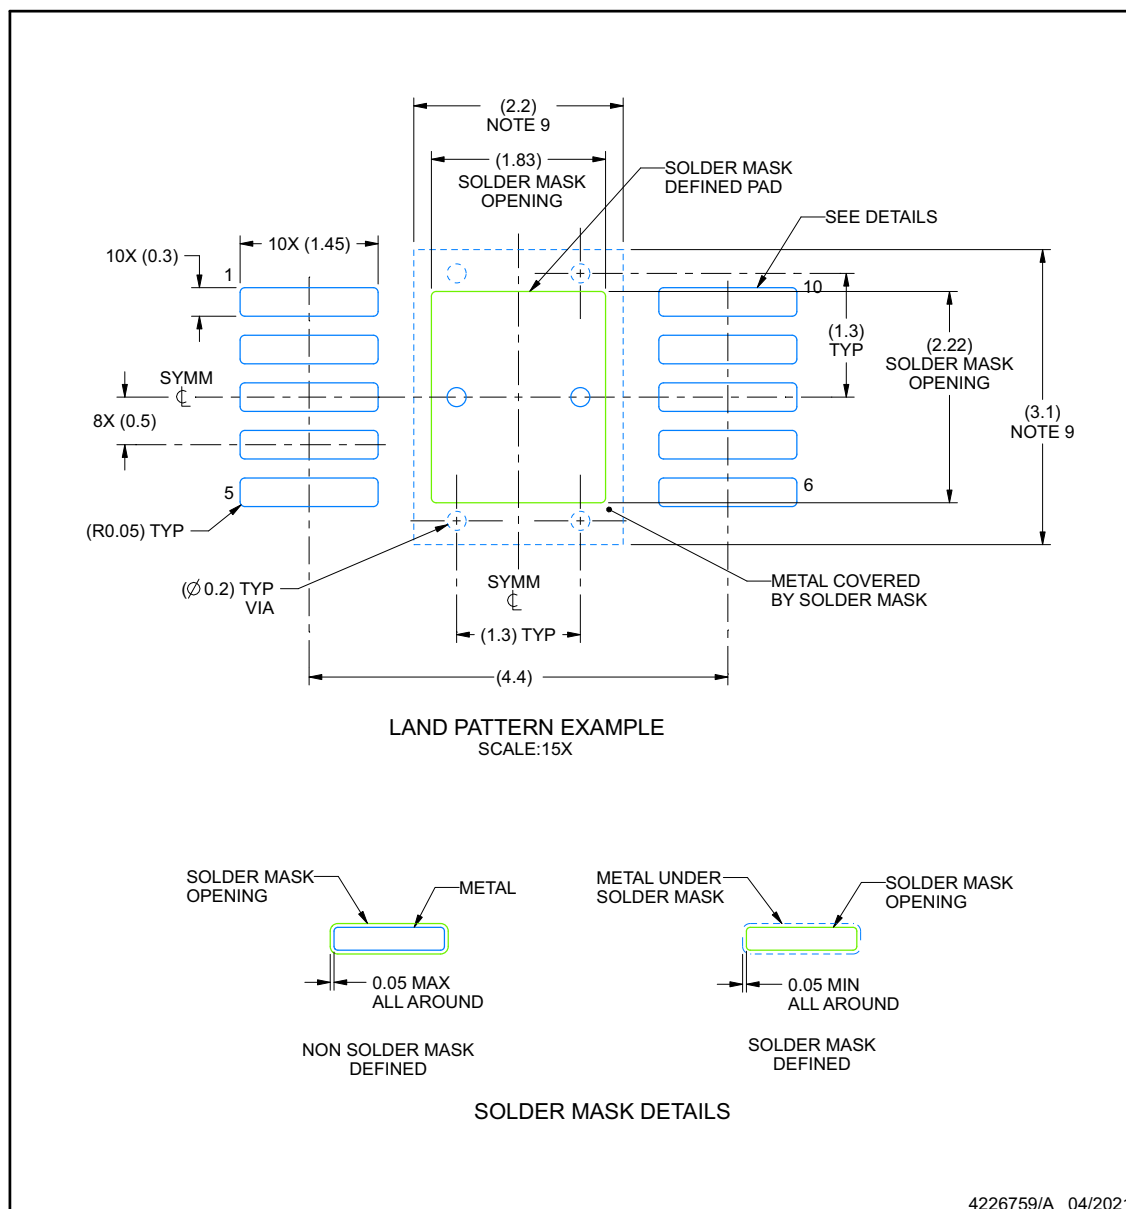 (2.2)
NOTE 9
(1.83)
SOLDER MASK
OPENING
SOLDER MASK
DEFINED PAD
SEE DETAILS
10X (1.45)
10X (0.3)
1
10
(1.3)
TYP
(2.22)
SOLDER MASK
OPENING
SYMM
℄
8X (0.5)
(3.1)
NOTE 9
5
6
(R0.05) TYP
(Ø0.2) TYP
VIA
SYMM
℄
METAL COVERED
BY SOLDER MASK
(1.3) TYP
(4.4)
LAND PATTERN EXAMPLE
SCALE:15X
SOLDER MASK
OPENING
METAL
0.05 MAX
ALL AROUND
NON SOLDER MASK
DEFINED
METAL UNDER
SOLDER MASK
SOLDER MASK
OPENING
0.05 MIN
ALL AROUND
SOLDER MASK
DEFINED
SOLDER MASK DETAILS
4226759/A 04/2021